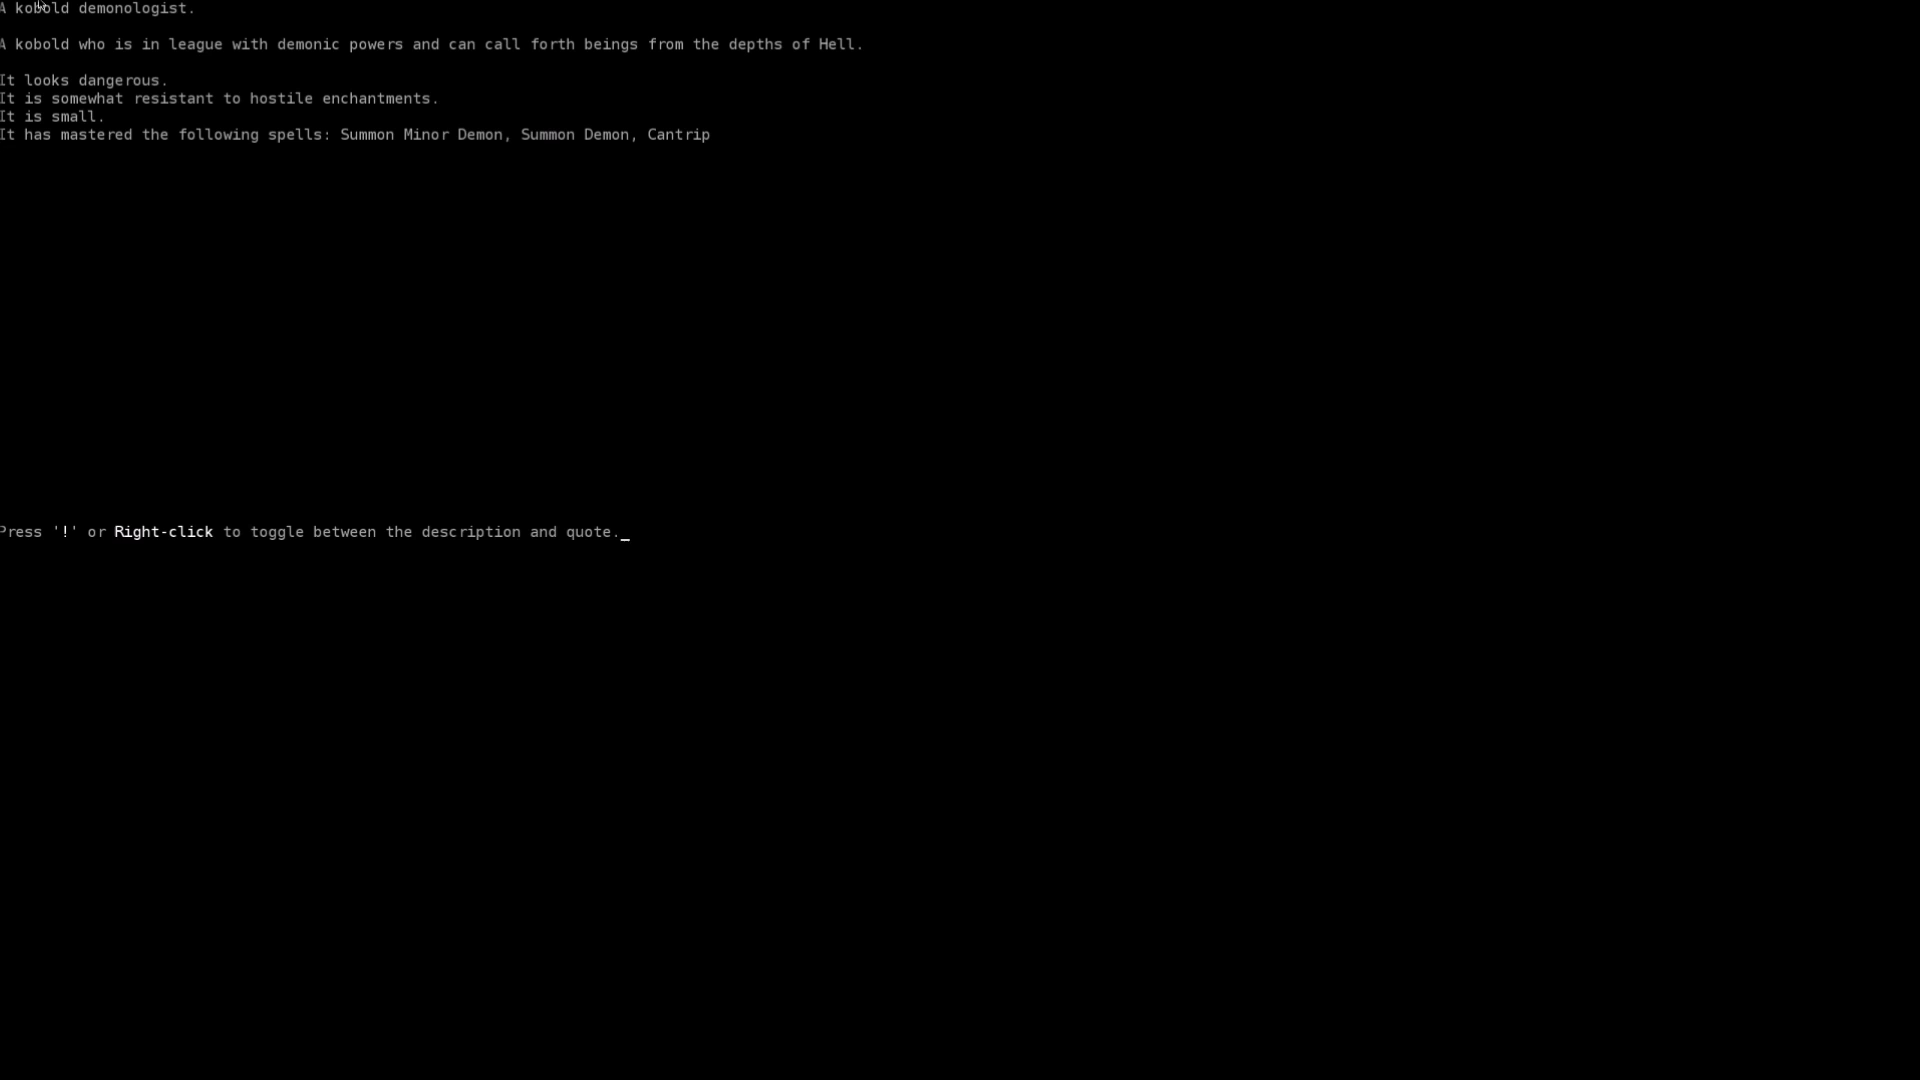 A kobold demonologist.
A kobold who is in league with demonic powers and can call forth beings from the depths of Hell.
It looks dangerous.
It is somewhat resistant to hostile enchantments.
It is small.
It has mastered the following spells: Summon Minor Demon, Summon Demon, Cantrip
Press '!' or Right-click to toggle between the description and quote._